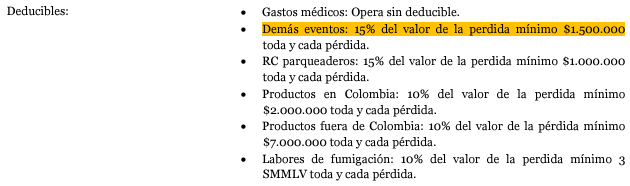 Deducibles:
• Gastos médicos: Opera sin deducible.
• Demás eventos: 15% del valor de la perdida mínimo $1.500.000
toda y cada pérdida.
• RC parqueaderos: 15% del valor de la perdida mínimo $1.000.000
toda y cada pérdida.
• Productos en Colombia: 10% del valor de la perdida mínimo
$2.000.000 toda y cada pérdida.
• Productos fuera de Colombia: 10% del valor de la pérdida mínimo
$7.000.000 toda y cada pérdida.
• Labores de fumigación: 10% del valor de la perdida mínimo 3
SMMLV toda y cada pérdida.